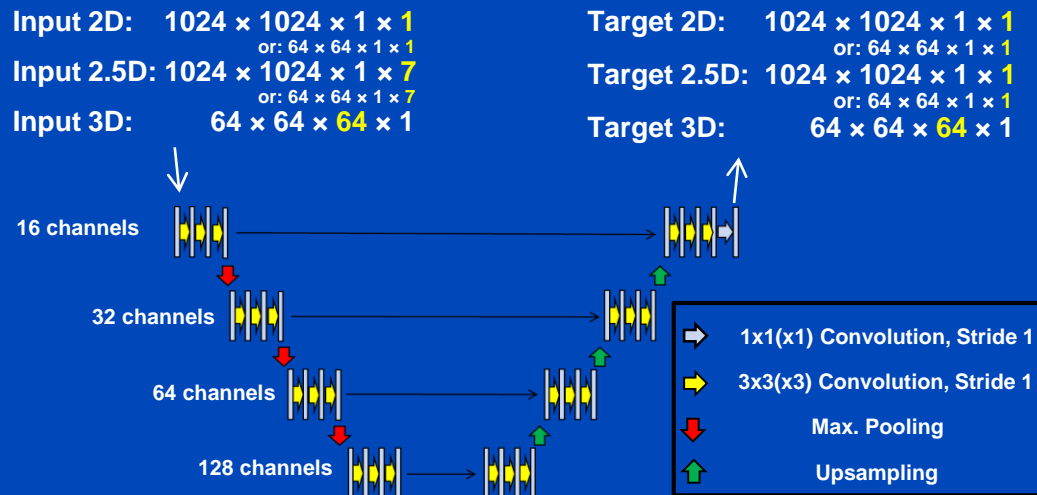 Input 2D: 1024 × 1024 × 1 × 1
or: 64 × 64 × 1 × 1
Input 2.5D: 1024 × 1024 × 1 × 7
or: 64 × 64 × 1 × 7
Input 3D: 64 × 64 × 64 × 1
Target 2D: 1024 × 1024 × 1 × 1
or: 64 × 64 × 1 × 1
Target 2.5D: 1024 × 1024 × 1 × 1
or: 64 × 64 × 1 × 1
Target 3D: 64 × 64 × 64 × 1
16 channels
32 channels
64 channels
128 channels
1x1(x1) Convolution, Stride 1
3x3(x3) Convolution, Stride 1
Max. Pooling
Upsampling